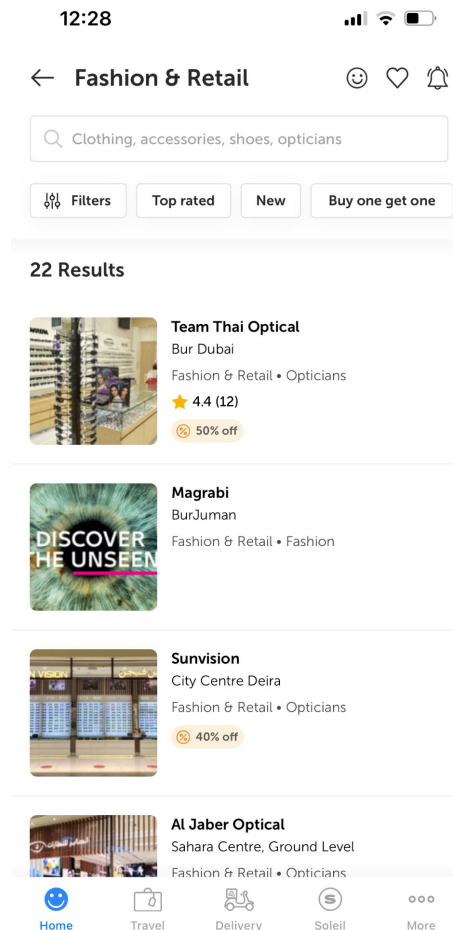 12:28
Fashion & Retail
Clothing, accessories, shoes, opticians
Filters
Top rated
New
Buy one get one
22 Results
Team Thai Optical
Bur Dubai
Fashion & Retail • Opticians
4.4 (12)
50% off
DISCOVER
HE UNSEEN
Magrabi
BurJuman
Fashion & Retail • Fashion
N VISION
Sunvision
City Centre Deira
Fashion & Retail • Opticians
40% off
Al Jaber Optical
Sahara Centre, Ground Level
Fashion & Retail • Opticians
Home
Travel
Delivery
S
Soleil
More